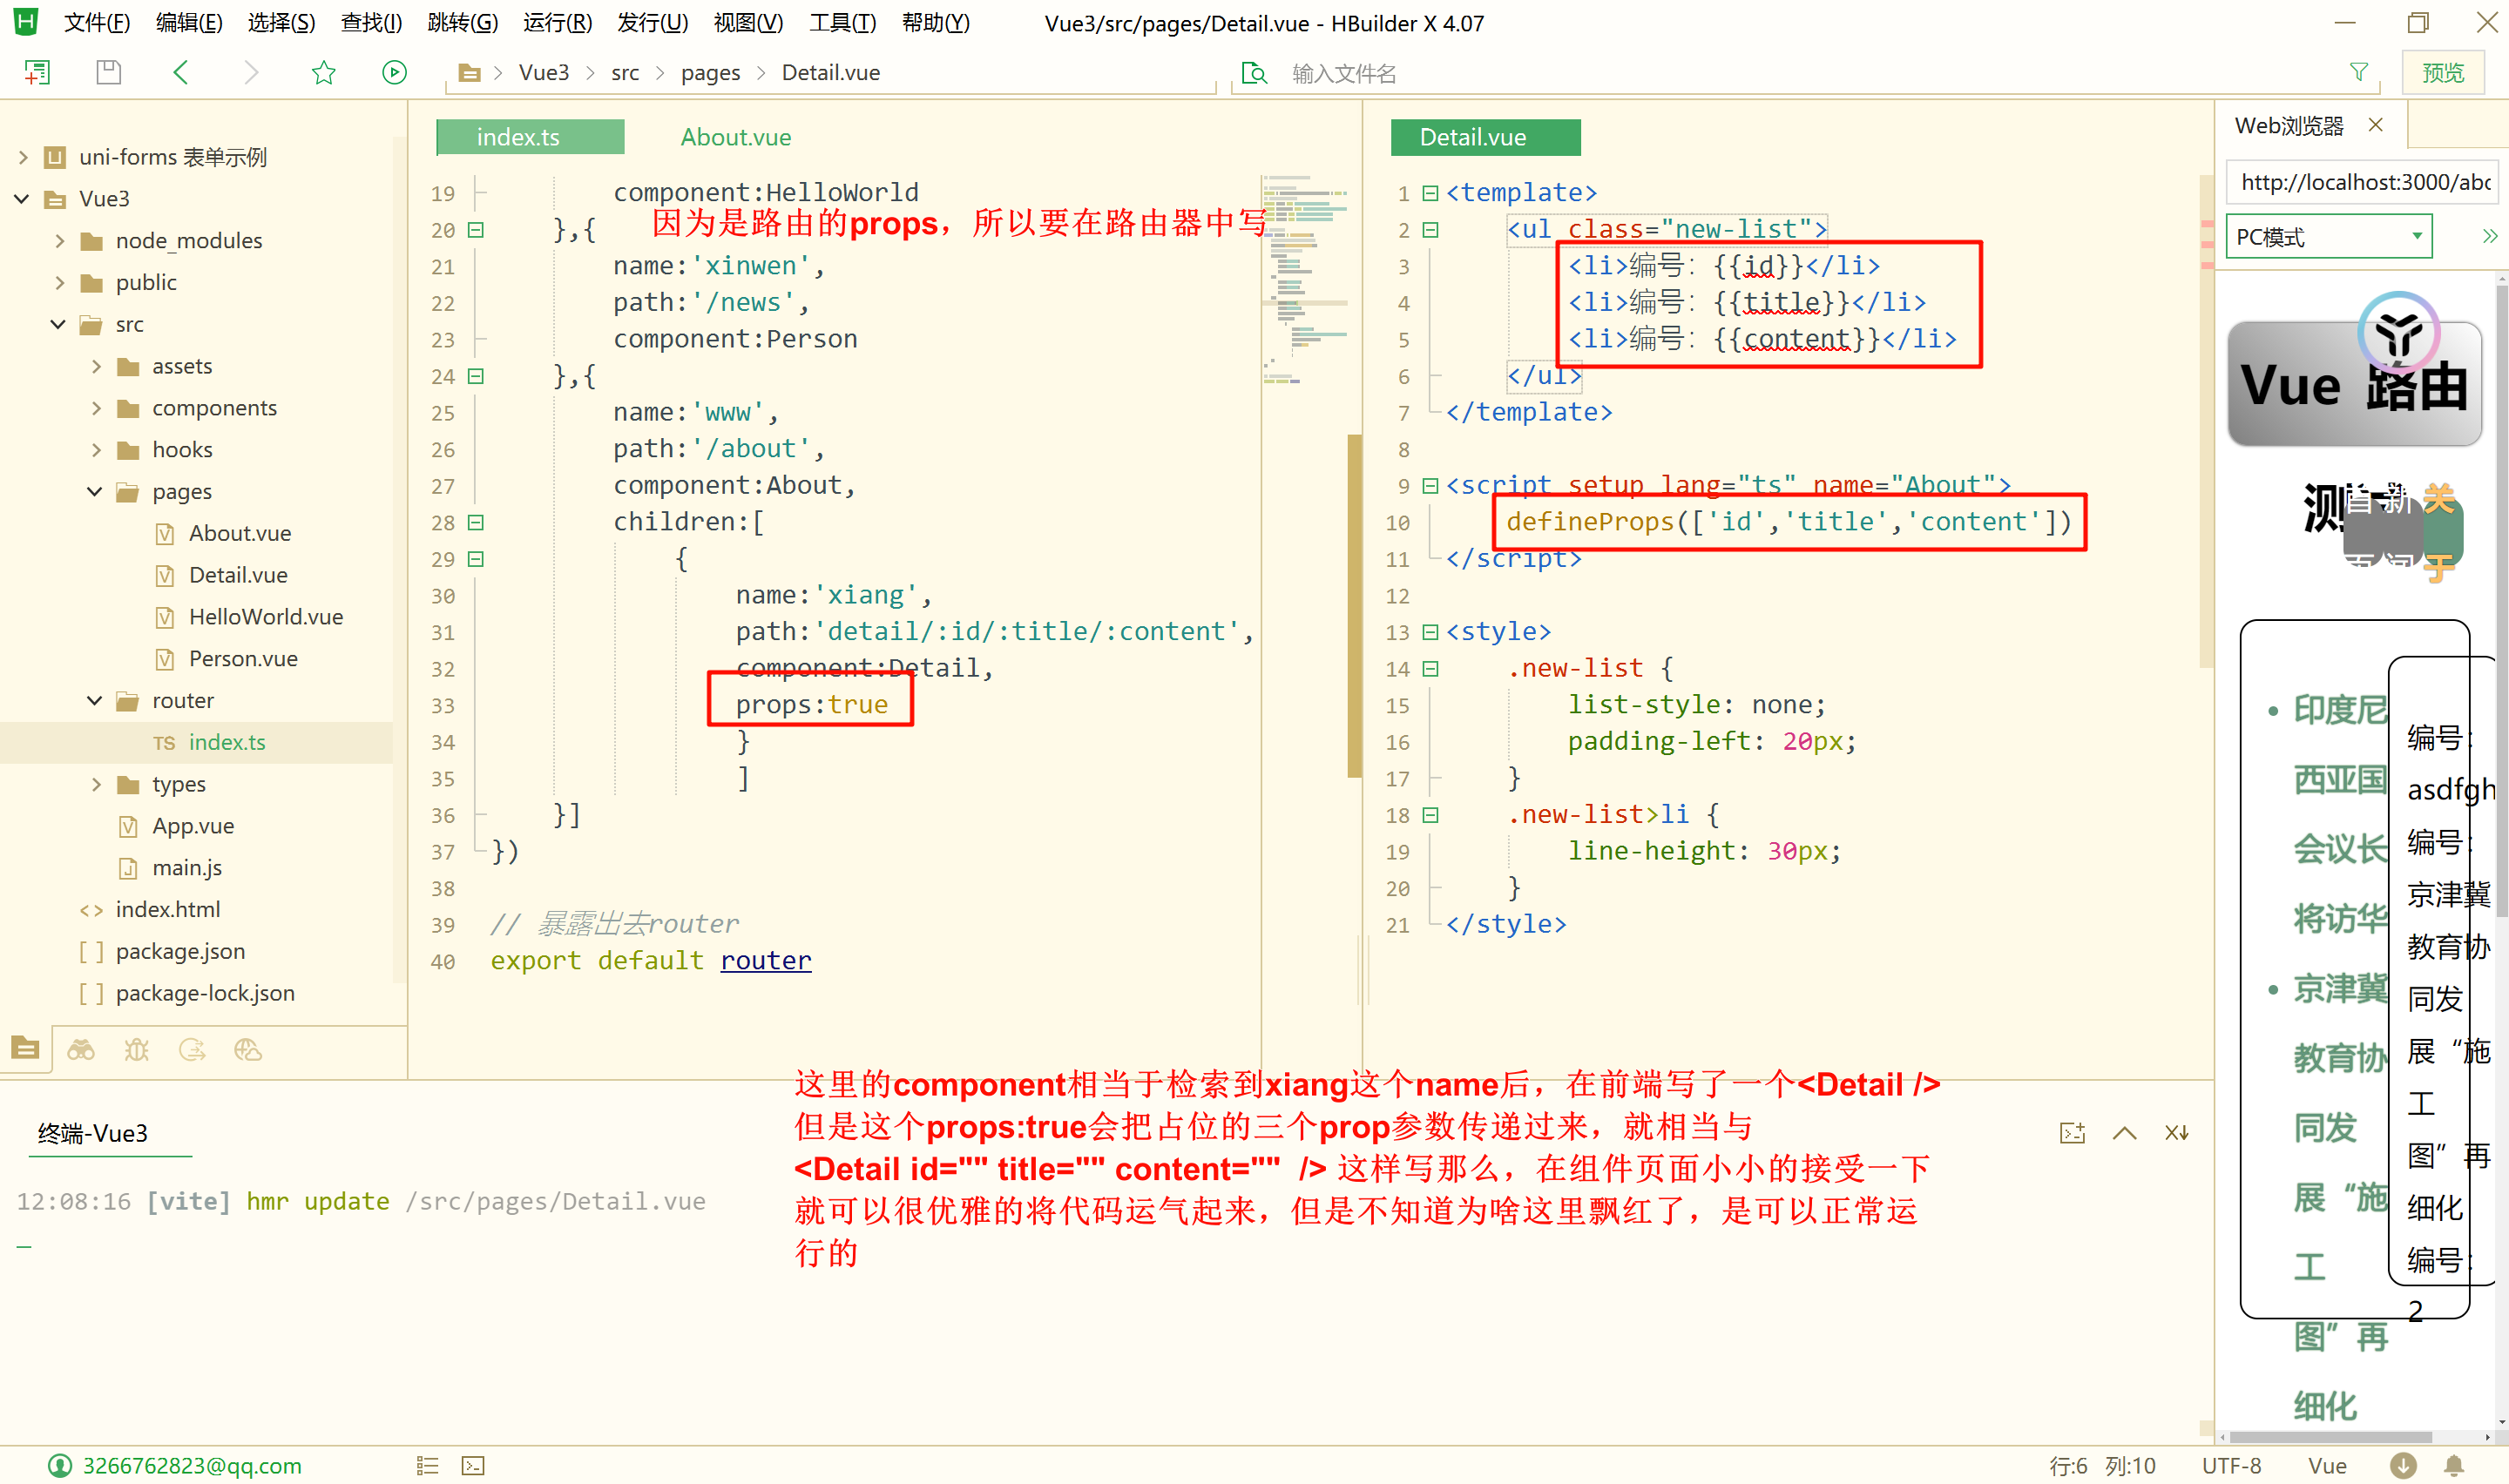 文件(F) 编辑(E) 选择(S) 查找(I) 跳转(G) 运行(R) 发行(U) 视图(V) 工具(T) 帮助(Y) Vue3/src/pages/Detail.vue - HBuilder X 4.07
Vue3 src pages Detail.vue 输入文件名 预览
uni-forms 表单示例
Vue3
node_modules
public
src
assets
components
hooks
pages
About.vue
Detail.vue
HelloWorld.vue
Person.vue
router
TS index.ts
types
App.vue
main.js
index.html
package.json
package-lock.json
index.ts About.vue
19 component:HelloWorld
因为是路由的props，所以要在路由器中写
20 },{
21 name:'xinwen',
22 path:'/news',
23 component:Person
24 },{
25 name:'www',
26 path:'/about',
27 component:About,
28 children:[
29 {
30 name:'xiang',
31 path:'detail/:id/:title/:content',
32 component:Detail,
33 props:true
34 }
35 ]
36 }]
37 })
38
39 // 暴露出去router
40 export default router
Detail.vue
1 <template>
2 <ul class="new-list">
3 <li>编号：{{id}}</li>
4 <li>编号：{{title}}</li>
5 <li>编号：{{content}}</li>
6 </ul>
7 </template>
8
9 <script setup lang="ts" name="About">
10 defineProps(['id','title','content'])
11 </script>
12
13 <style>
14 .new-list {
15 list-style: none;
16 padding-left: 20px;
17 }
18 .new-list>li {
19 line-height: 30px;
20 }
21 </style>
Web浏览器
http://localhost:3000/abc
PC模式
Vue 路由
测
首 新 关
页 闻 于
印度尼
西亚国
会议长
将访华
京津冀
教育协
同发
展“施
工
图”再
细化
编号：
asdfgh
编号：
京津冀
教育协
同发
展“施
工
图”再
细化
编号：
2
终端-Vue3
12:08:16 [vite] hmr update /src/pages/Detail.vue
这里的component相当于检索到xiang这个name后，在前端写了一个<Detail />
但是这个props:true会把占位的三个prop参数传递过来，就相当与
<Detail id="" title="" content="" /> 这样写那么，在组件页面小小的接受一下
就可以很优雅的将代码运气起来，但是不知道为啥这里飘红了，是可以正常运
行的
3266762823@qq.com 行:6 列:10 UTF-8 Vue